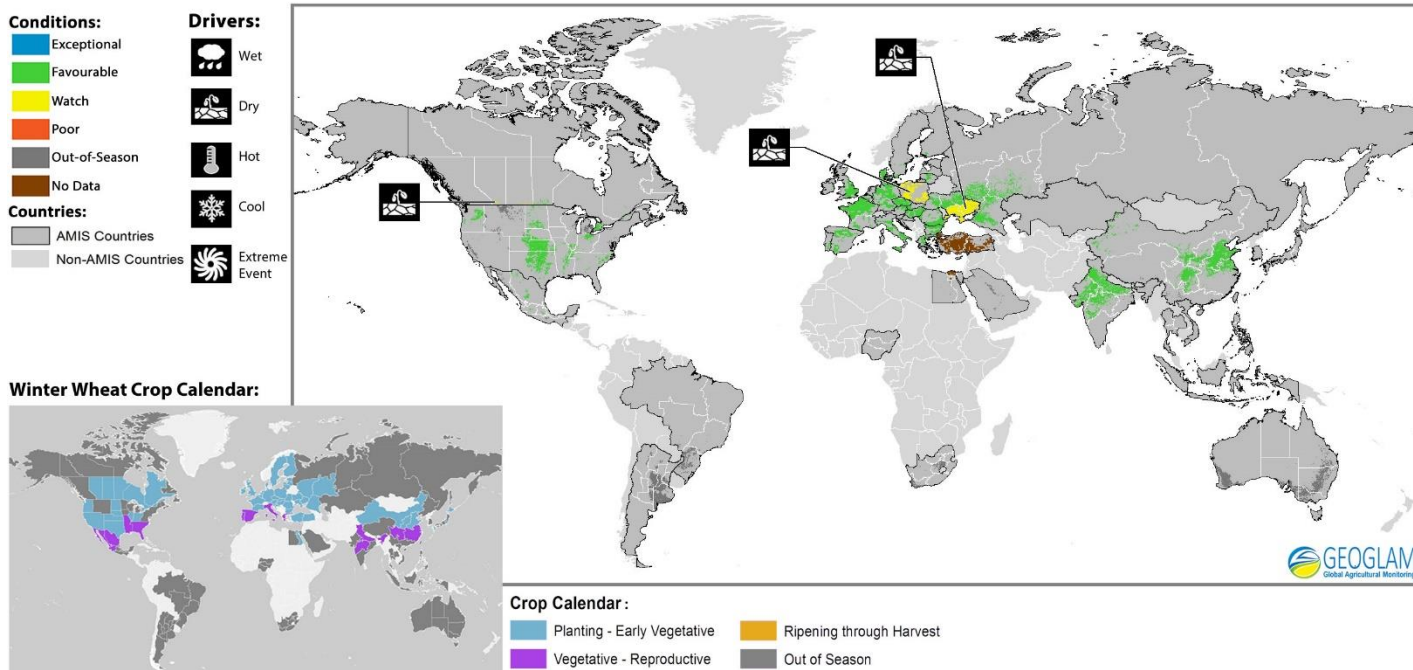 Conditions:
Exceptional
Favourable
Watch
Poor
Out-of-Season
No Data
Countries:
AMIS Countries
Non-AMIS Countries
Drivers:
Wet
Dry
Hot
Cool
Extreme
Event
Winter Wheat Crop Calendar:
GEOGLAM
Global Agricultural Monitoring
Crop Calendar :
Planting - Early Vegetative
Vegetative - Reproductive
Ripening through Harvest
Out of Season